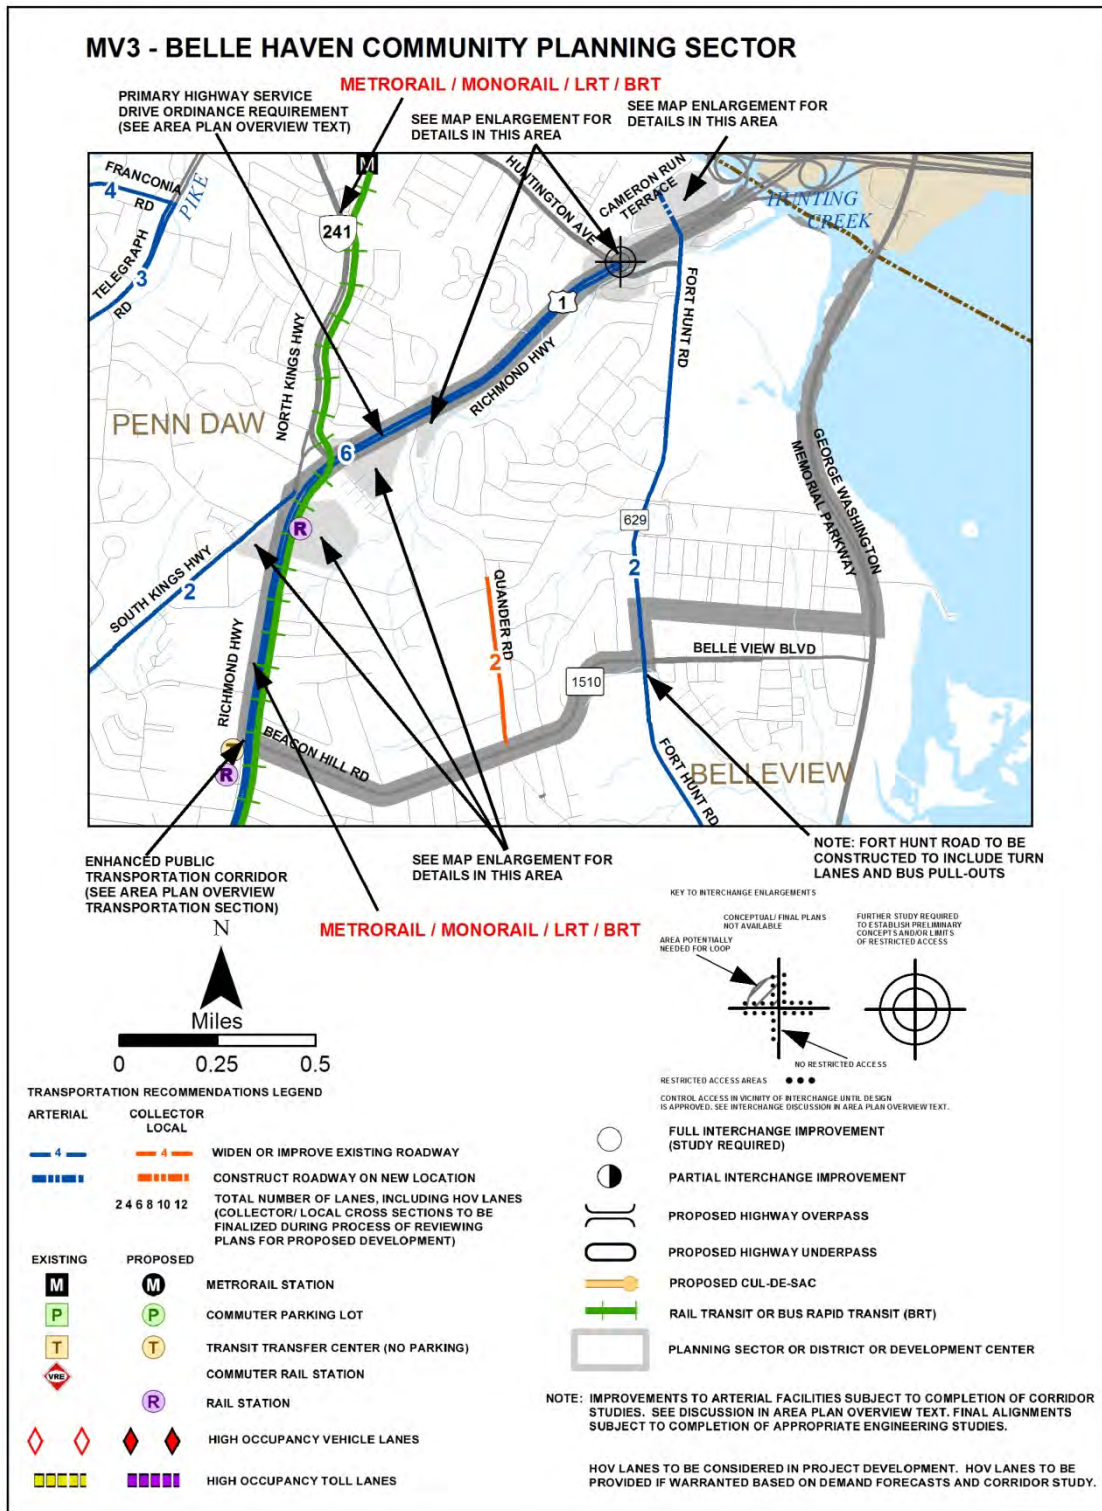 MV3 - BELLE HAVEN COMMUNITY PLANNING SECTOR
METRORAIL / MONORAIL / LRT / BRT
PRIMARY HIGHWAY SERVICE
DRIVE ORDINANCE REQUIREMENT
(SEE AREA PLAN OVERVIEW TEXT)
SEE MAP ENLARGEMENT FOR
DETAILS IN THIS AREA
SEE MAP ENLARGEMENT FOR
DETAILS IN THIS AREA
M
FRANCONIA
RD
4
PIKE
TELEGRAPH
RD
3
241
HUNTINGTON AVE
CAMERON RUN
TERRACE
HUNTING
CREEK
1
FORT HUNT RD
RICHMOND HWY
NORTH KINGS HWY
PENN DAW
6
GEORGE WASHINGTON
MEMORIAL PARKWAY
629
R
SOUTH KINGS HWY
2
2
QUANDER RD
2
RICHMOND HWY
BELLE VIEW BLVD
1510
BEACON HILL RD
T
R
BELLEVIEW
FORT HUNT RD
ENHANCED PUBLIC
TRANSPORTATION CORRIDOR
(SEE AREA PLAN OVERVIEW
TRANSPORTATION SECTION)
SEE MAP ENLARGEMENT FOR
DETAILS IN THIS AREA
NOTE: FORT HUNT ROAD TO BE
CONSTRUCTED TO INCLUDE TURN
LANES AND BUS PULL-OUTS
METRORAIL / MONORAIL / LRT / BRT
N
Miles
0 0.25 0.5
KEY TO INTERCHANGE ENLARGEMENTS
CONCEPTUAL/ FINAL PLANS
NOT AVAILABLE
AREA POTENTIALLY
NEEDED FOR LOOP
FURTHER STUDY REQUIRED
TO ESTABLISH PRELIMINARY
CONCEPTS AND/OR LIMITS
OF RESTRICTED ACCESS
NO RESTRICTED ACCESS
RESTRICTED ACCESS AREAS
CONTROL ACCESS IN VICINITY OF INTERCHANGE UNTIL DESIGN
IS APPROVED. SEE INTERCHANGE DISCUSSION IN AREA PLAN OVERVIEW TEXT.
TRANSPORTATION RECOMMENDATIONS LEGEND
ARTERIAL
COLLECTOR
LOCAL
4 4 WIDEN OR IMPROVE EXISTING ROADWAY
CONSTRUCT ROADWAY ON NEW LOCATION
2 4 6 8 10 12 TOTAL NUMBER OF LANES, INCLUDING HOV LANES
(COLLECTOR/ LOCAL CROSS SECTIONS TO BE
FINALIZED DURING PROCESS OF REVIEWING
PLANS FOR PROPOSED DEVELOPMENT)
EXISTING PROPOSED
M M METRORAIL STATION
P P COMMUTER PARKING LOT
T T TRANSIT TRANSFER CENTER (NO PARKING)
VRE COMMUTER RAIL STATION
R RAIL STATION
HIGH OCCUPANCY VEHICLE LANES
HIGH OCCUPANCY TOLL LANES
FULL INTERCHANGE IMPROVEMENT
(STUDY REQUIRED)
PARTIAL INTERCHANGE IMPROVEMENT
PROPOSED HIGHWAY OVERPASS
PROPOSED HIGHWAY UNDERPASS
PROPOSED CUL-DE-SAC
RAIL TRANSIT OR BUS RAPID TRANSIT (BRT)
PLANNING SECTOR OR DISTRICT OR DEVELOPMENT CENTER
NOTE: IMPROVEMENTS TO ARTERIAL FACILITIES SUBJECT TO COMPLETION OF CORRIDOR
STUDIES. SEE DISCUSSION IN AREA PLAN OVERVIEW TEXT. FINAL ALIGNMENTS
SUBJECT TO COMPLETION OF APPROPRIATE ENGINEERING STUDIES.
HOV LANES TO BE CONSIDERED IN PROJECT DEVELOPMENT. HOV LANES TO BE
PROVIDED IF WARRANTED BASED ON DEMAND FORECASTS AND CORRIDOR STUDY.